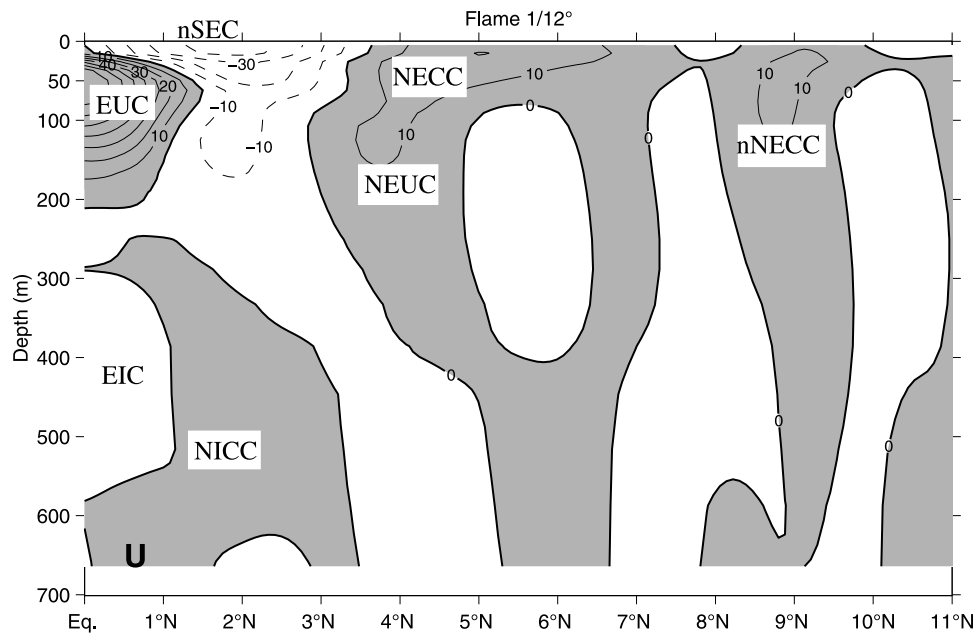 Flame 1/12°
nSEC
0
10
40
30
20
10
-30
-10
-10
EUC
NECC
10
10
NEUC
0
0
10
10
nNECC
0
50
100
200
300
400
500
600
700
Depth (m)
EIC
NICC
0
0
0
U
Eq.
1°N
2°N
3°N
4°N
5°N
6°N
7°N
8°N
9°N
10°N
11°N